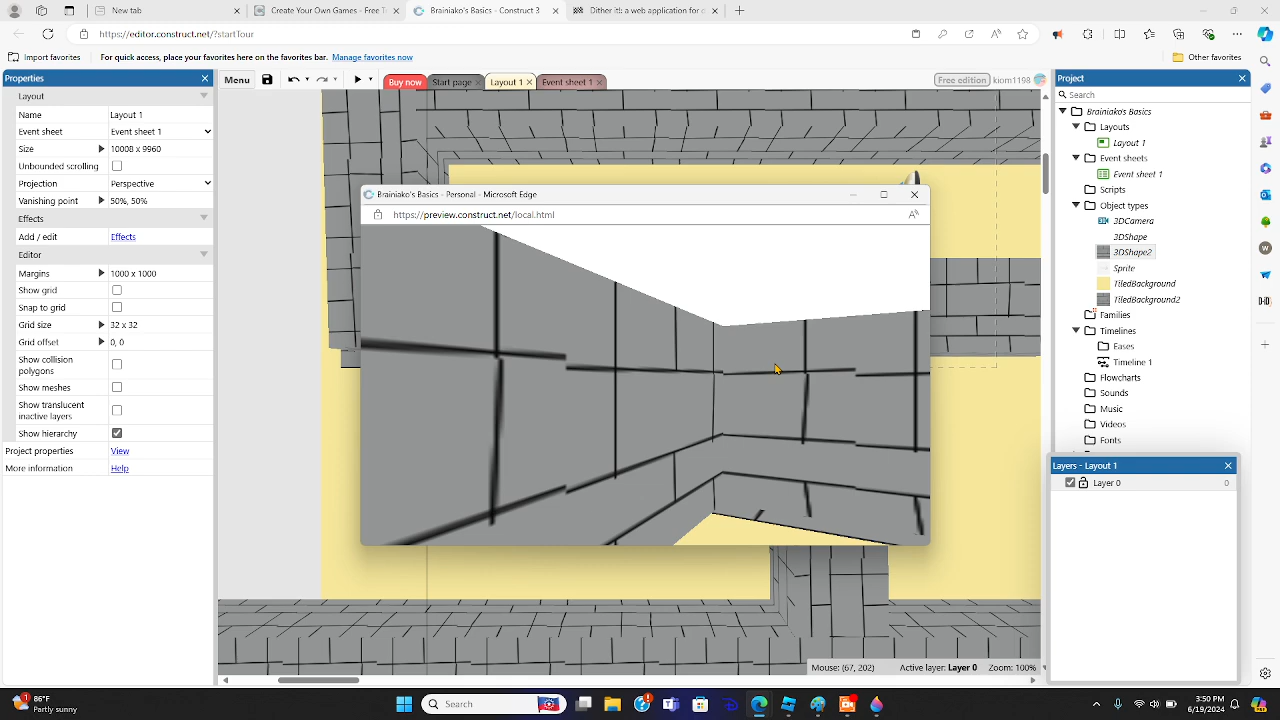 New tab
Create Your Own Games - Free T
Brainiako's Basics - Construct 3
Dither it!: a web application for d
https://editor.construct.net/?startTour
Import favorites
For quick access, place your favorites here on the favorites bar. Manage favorites now
Other favorites
Properties
Menu
Buy now
Start page
Layout 1
Event sheet 1
Free edition
kiom1198
Project
Search
Layout
Name Layout 1
Event sheet Event sheet 1
Size 10008 x 9960
Unbounded scrolling
Projection Perspective
Vanishing point 50%, 50%
Effects
Add / edit Effects
Editor
Margins 1000 x 1000
Show grid
Snap to grid
Grid size 32 x 32
Grid offset 0, 0
Show collision
polygons
Show meshes
Show translucent
inactive layers
Show hierarchy
Project properties View
More information Help
Brainiako's Basics - Personal - Microsoft Edge
https://preview.construct.net/local.html
Brainiako's Basics
Layouts
Layout 1
Event sheets
Event sheet 1
Scripts
Object types
3DCamera
3DShape
3DShape2
Sprite
TiledBackground
TiledBackground2
Families
Timelines
Eases
Timeline 1
Flowcharts
Sounds
Music
Videos
Fonts
Layers - Layout 1
Layer 0 0
Mouse: (67, 202) Active layer: Layer 0 Zoom: 100%
86°F
Partly sunny
Search
3:50 PM
6/19/2024